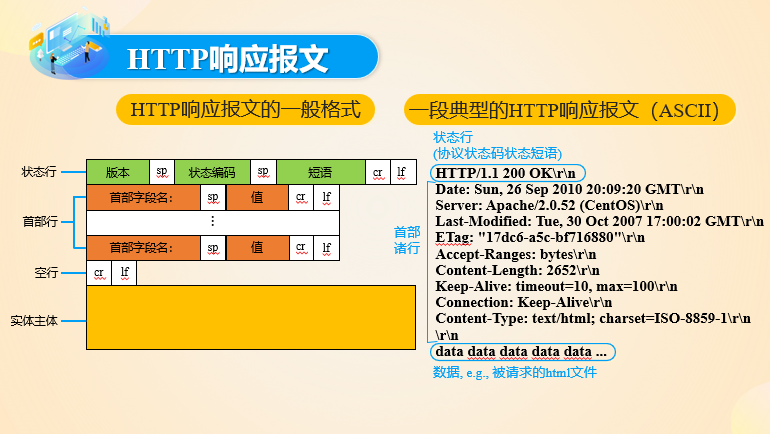 HTTP响应报文
HTTP响应报文的一般格式
状态行
版本 sp 状态编码 sp 短语 cr lf
首部行
首部字段名: sp 值 cr lf
⋮
首部字段名: sp 值 cr lf
空行
cr lf
实体主体
一段典型的HTTP响应报文（ASCII）
状态行
(协议状态码状态短语)
HTTP/1.1 200 OK\r\n
首部
诸行
Date: Sun, 26 Sep 2010 20:09:20 GMT\r\n
Server: Apache/2.0.52 (CentOS)\r\n
Last-Modified: Tue, 30 Oct 2007 17:00:02 GMT\r\n
ETag: "17dc6-a5c-bf716880"\r\n
Accept-Ranges: bytes\r\n
Content-Length: 2652\r\n
Keep-Alive: timeout=10, max=100\r\n
Connection: Keep-Alive\r\n
Content-Type: text/html; charset=ISO-8859-1\r\n
\r\n
data data data data data ...
数据, e.g., 被请求的html文件